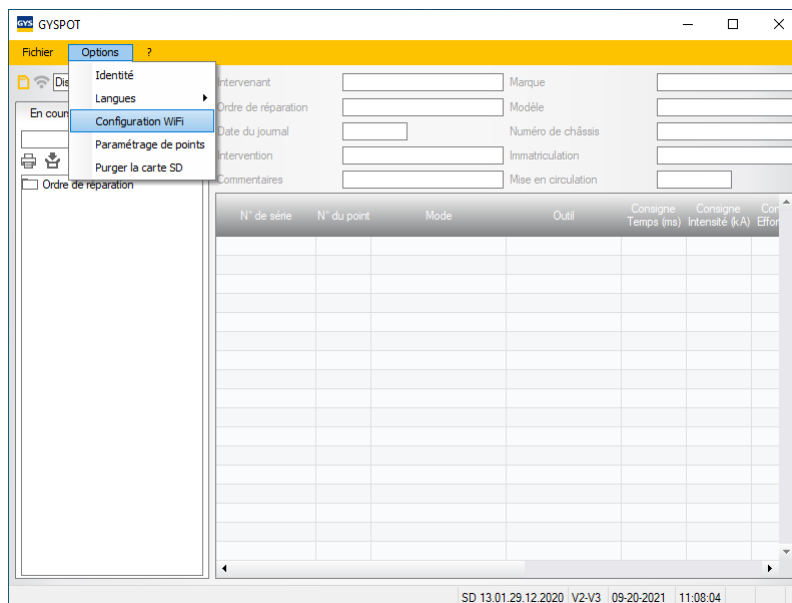 GYS GYSPOT
Fichier Options ?
Identité
Langues
Configuration WiFi
Paramétrage de points
Purger la carte SD
En cour
Ordre de réparation
Intervenant Marque
Ordre de réparation Modèle
Date du journal Numéro de châssis
Intervention Immatriculation
Commentaires Mise en circulation
N° de série N° du point Mode Outil Consigne Temps (ms) Consigne Intensité (kA)
SD 13.01.29.12.2020 V2-V3 09-20-2021 11:08:04